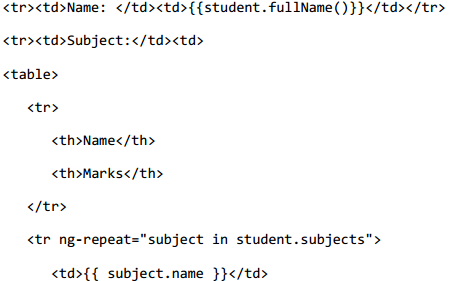 <tr><td>Name: </td><td>{{student.fullName()}}</td></tr>
<tr><td>Subject:</td><td>
<table>
<tr>
<th>Name</th>
<th>Marks</th>
</tr>
<tr ng-repeat="subject in student.subjects">
<td>{{ subject.name }}</td>